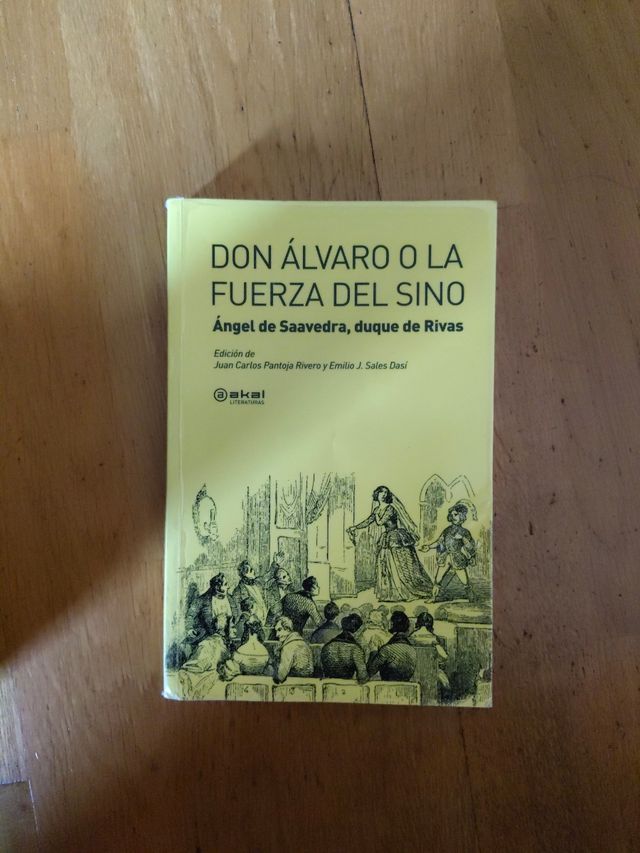 DON ÁLVARO O LA
FUERZA DEL SINO
Ángel de Saavedra, duque de Rivas
Edición de
Juan Carlos Pantoja Rivero y Emilio J. Sales Dasí
akal
LITERATURAS